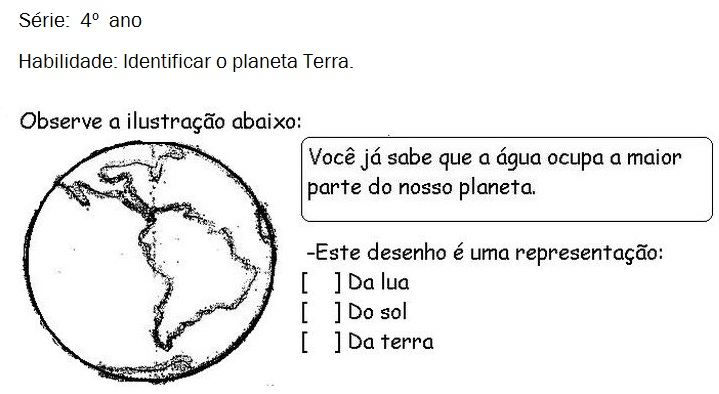 Série:  4º  ano
Habilidade: Identificar o planeta Terra.
Observe a ilustração abaixo:
Você já sabe que a água ocupa a maior
parte do nosso planeta.
-Este desenho é uma representação:
[   ] Da lua
[   ] Do sol
[   ] Da terra